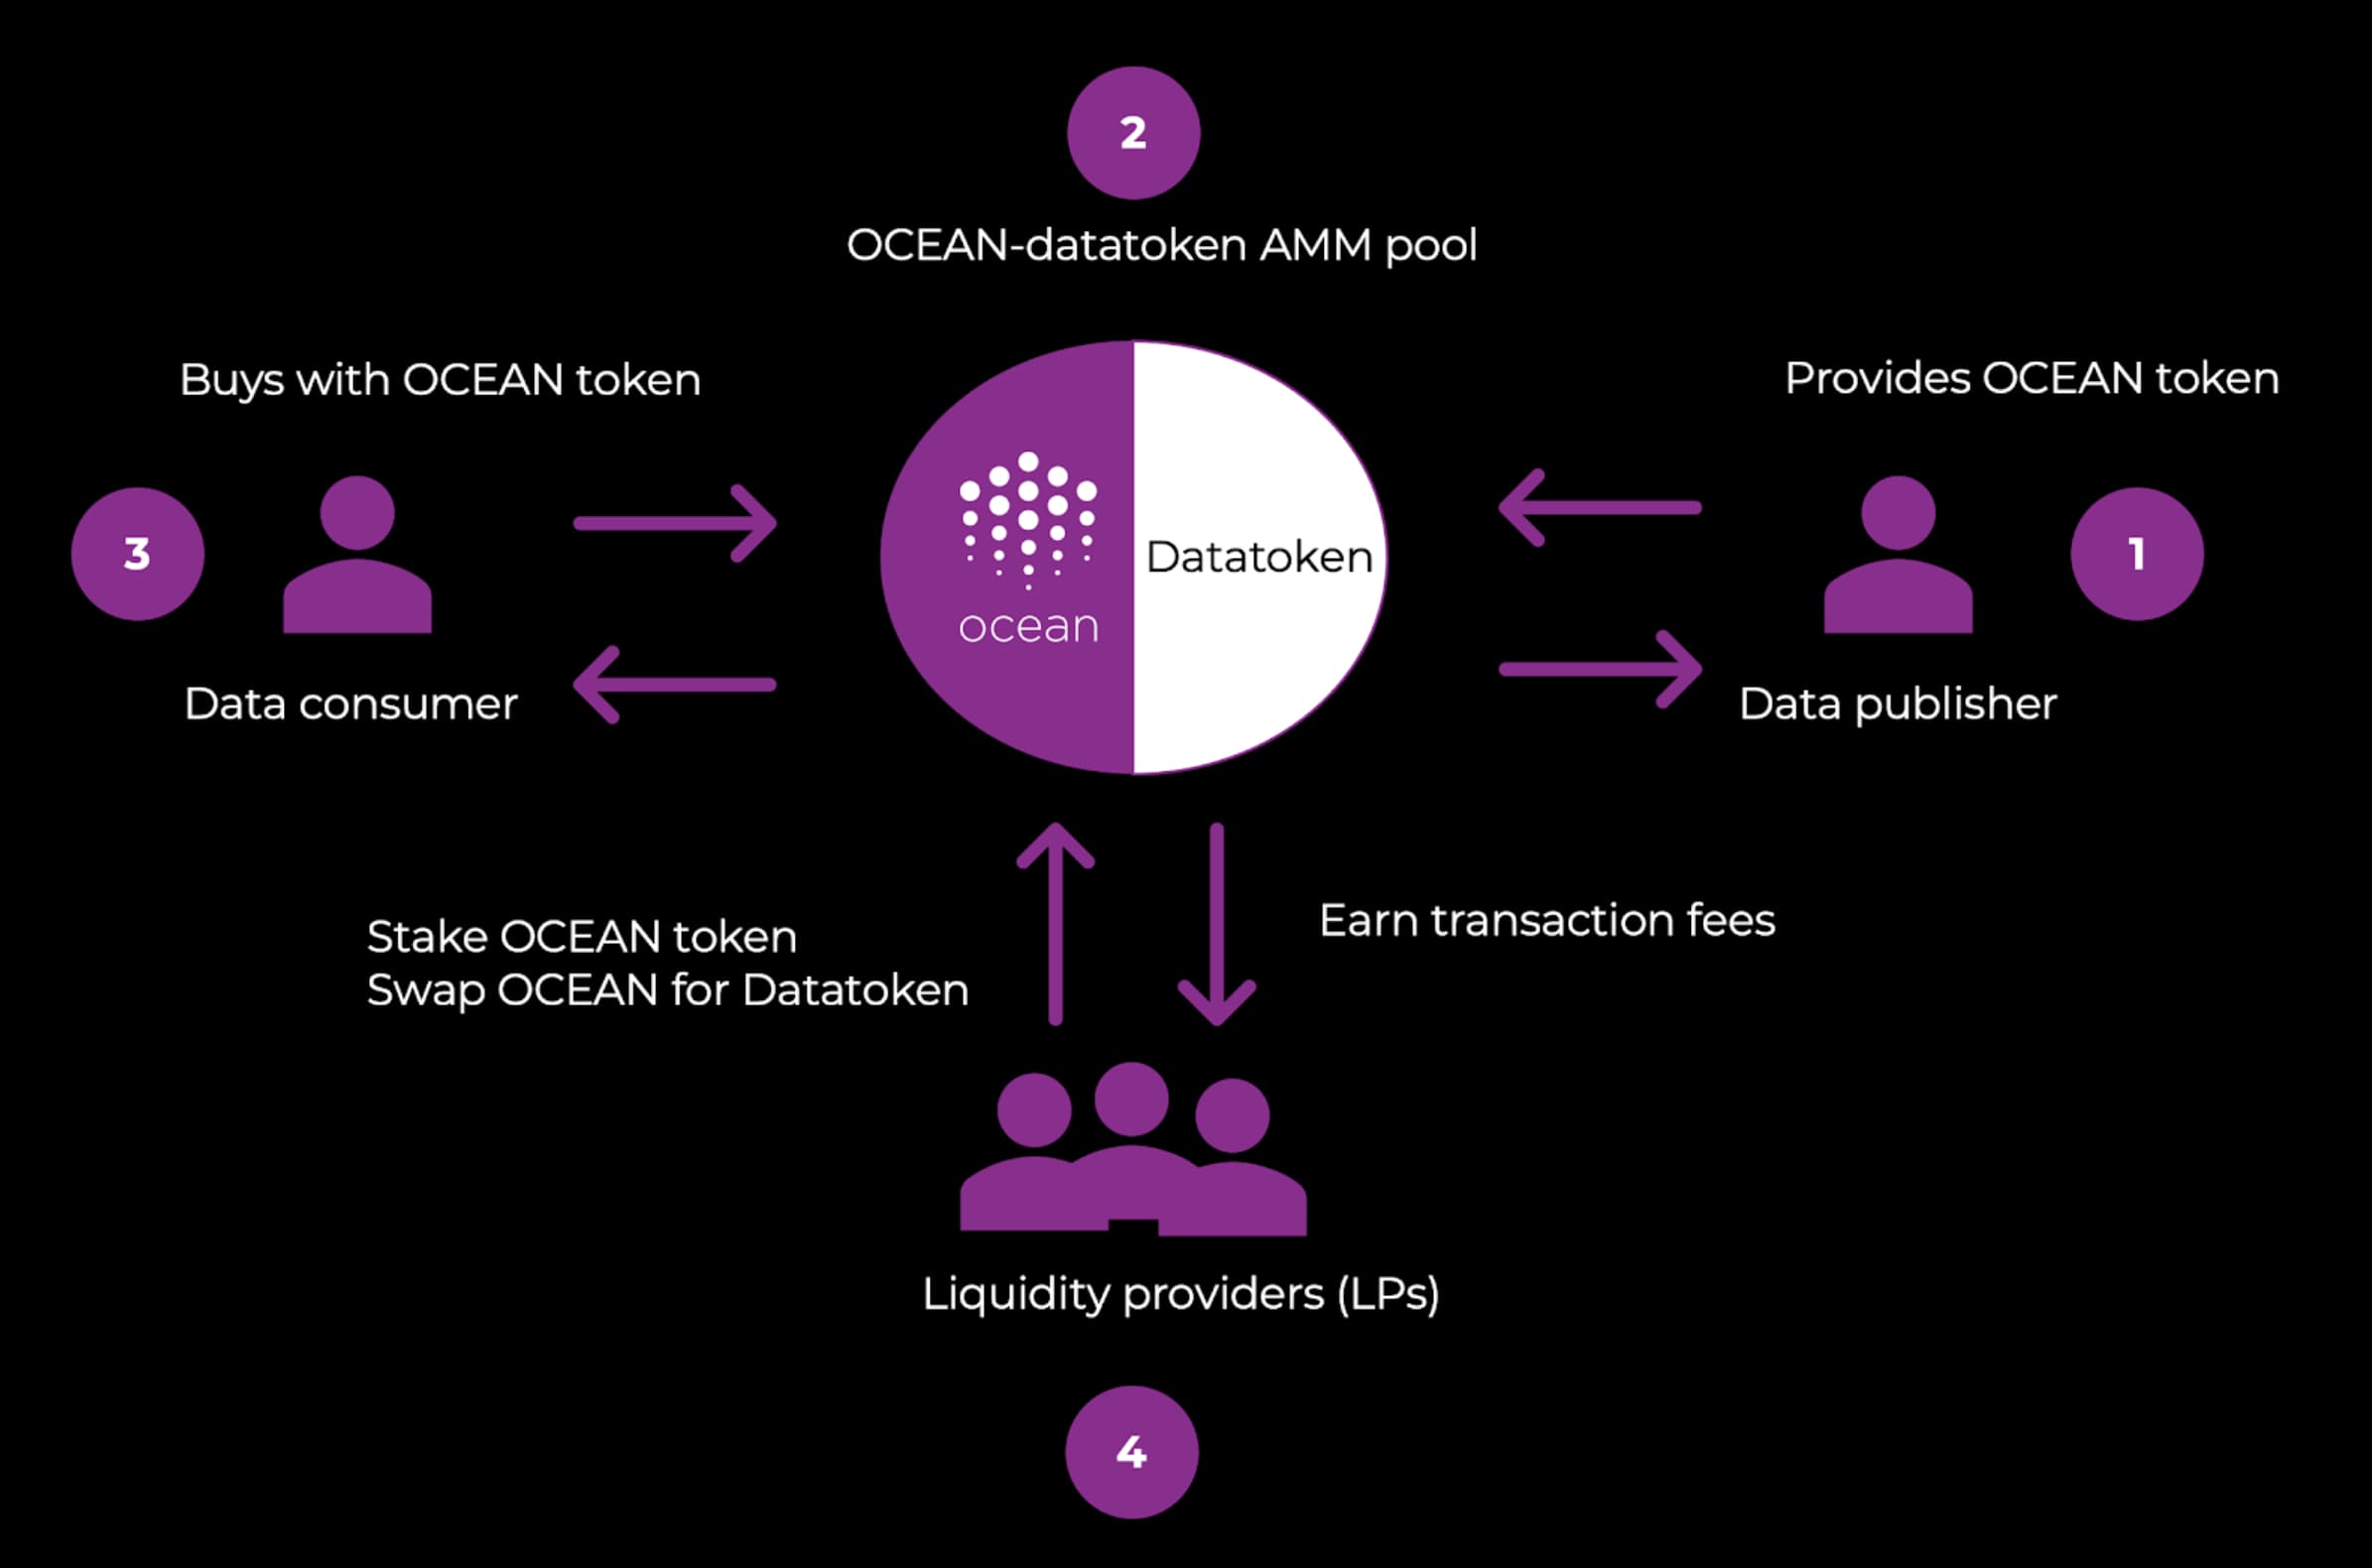 2
OCEAN-datatoken AMM pool
Buys with OCEAN token
Provides OCEAN token
3
ocean
Datatoken
1
Data consumer
Data publisher
Stake OCEAN token
Swap OCEAN for Datatoken
Earn transaction fees
Liquidity providers (LPs)
4